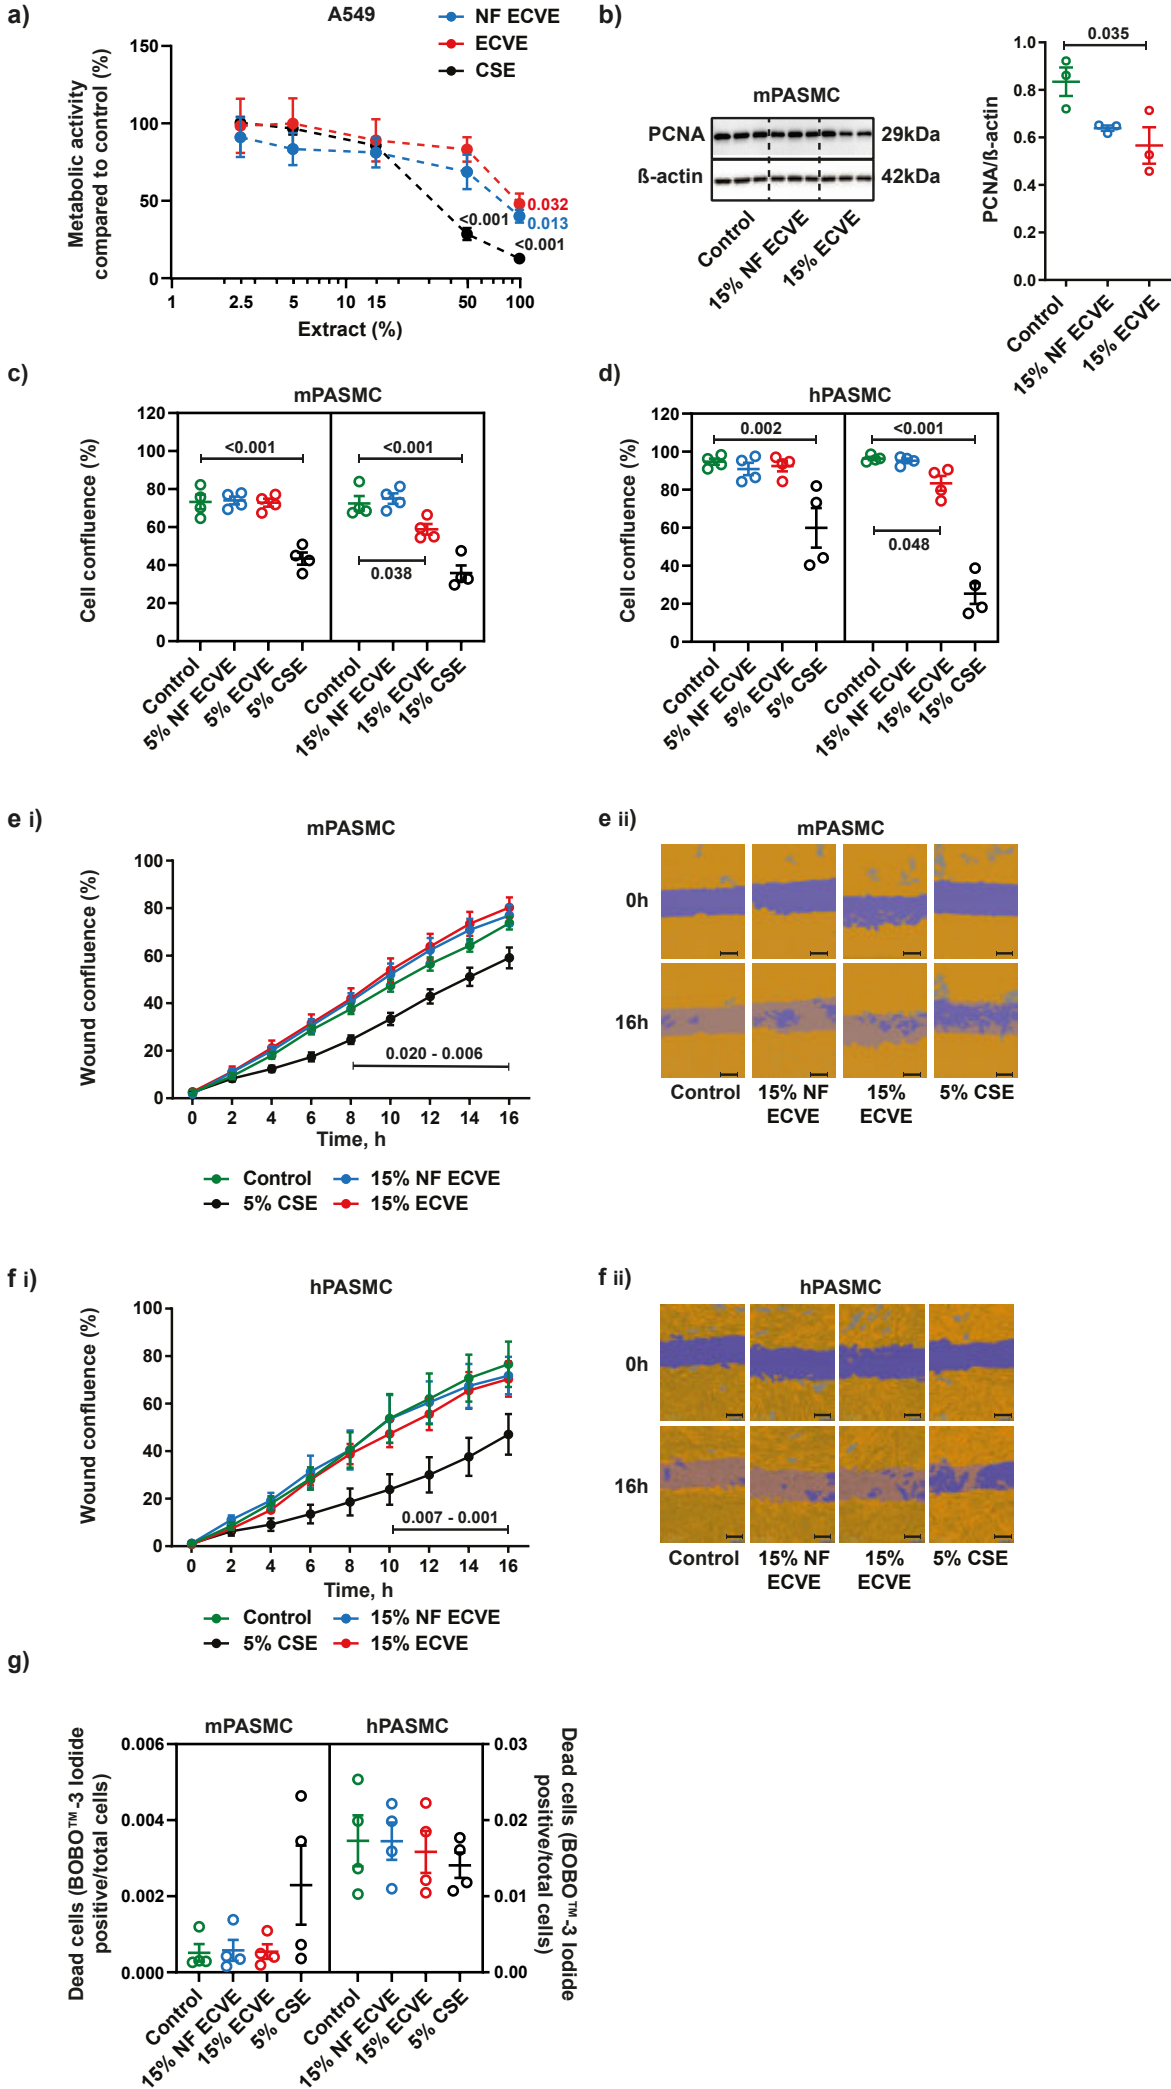 a)
A549
NF ECVE
ECVE
CSE
Metabolic activity
compared to control (%)
150
100
50
0
<0.001
0.032
0.013
<0.001
1
2.5
5
10
15
50
100
Extract (%)
b)
mPASMC
PCNA
29kDa
ß-actin
42kDa
Control
15% NF ECVE
15% ECVE
PCNA/ß-actin
1.0
0.8
0.6
0.4
0.2
0.0
0.035
Control
15% NF ECVE
15% ECVE
c)
mPASMC
Cell confluence (%)
120
100
80
60
40
20
0
<0.001
<0.001
0.038
Control
5% NF ECVE
5% ECVE
5% CSE
Control
15% NF ECVE
15% ECVE
15% CSE
d)
hPASMC
Cell confluence (%)
120
100
80
60
40
20
0
0.002
<0.001
0.048
Control
5% NF ECVE
5% ECVE
5% CSE
Control
15% NF ECVE
15% ECVE
15% CSE
e i)
mPASMC
Wound confluence (%)
100
80
60
40
20
0
0.020 - 0.006
0
2
4
6
8
10
12
14
16
Time, h
Control
15% NF ECVE
5% CSE
15% ECVE
e ii)
mPASMC
0h
16h
Control
15% NF
ECVE
15%
ECVE
5% CSE
f i)
hPASMC
Wound confluence (%)
100
80
60
40
20
0
0.007 - 0.001
0
2
4
6
8
10
12
14
16
Time, h
Control
15% NF ECVE
5% CSE
15% ECVE
f ii)
hPASMC
0h
16h
Control
15% NF
ECVE
15%
ECVE
5% CSE
g)
mPASMC
hPASMC
Dead cells (BOBO™-3 Iodide
positive/total cells)
0.006
0.004
0.002
0.000
0.03
0.02
0.01
0.00
Dead cells (BOBO™-3 Iodide
positive/total cells)
Control
15% NF ECVE
15% ECVE
5% CSE
Control
15% NF ECVE
15% ECVE
5% CSE